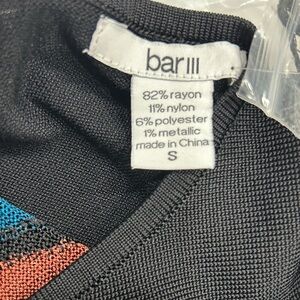 bar III
82% rayon
11% nylon
6% polyester
1% metallic
made in China
S